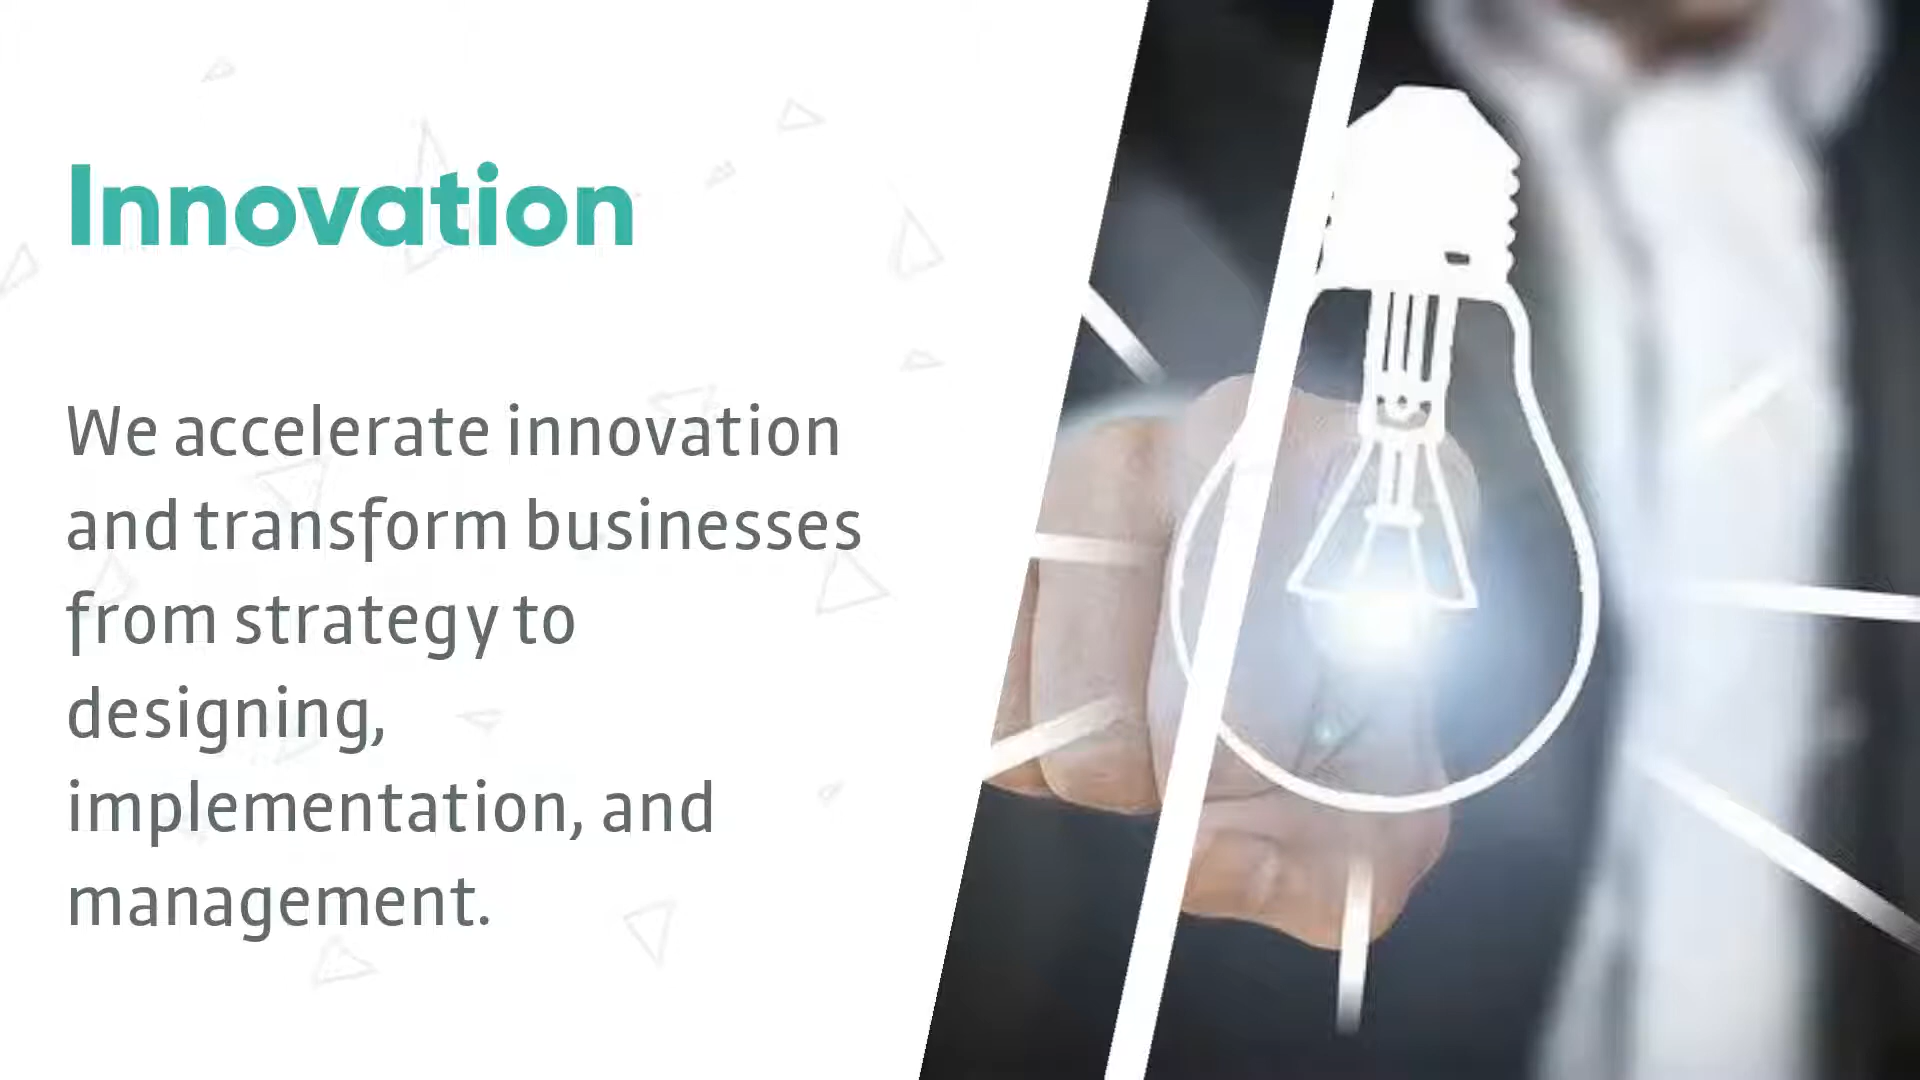 Innovation
We accelerate innovation
and transform businesses
from strategy to
designing,
implementation, and
management.